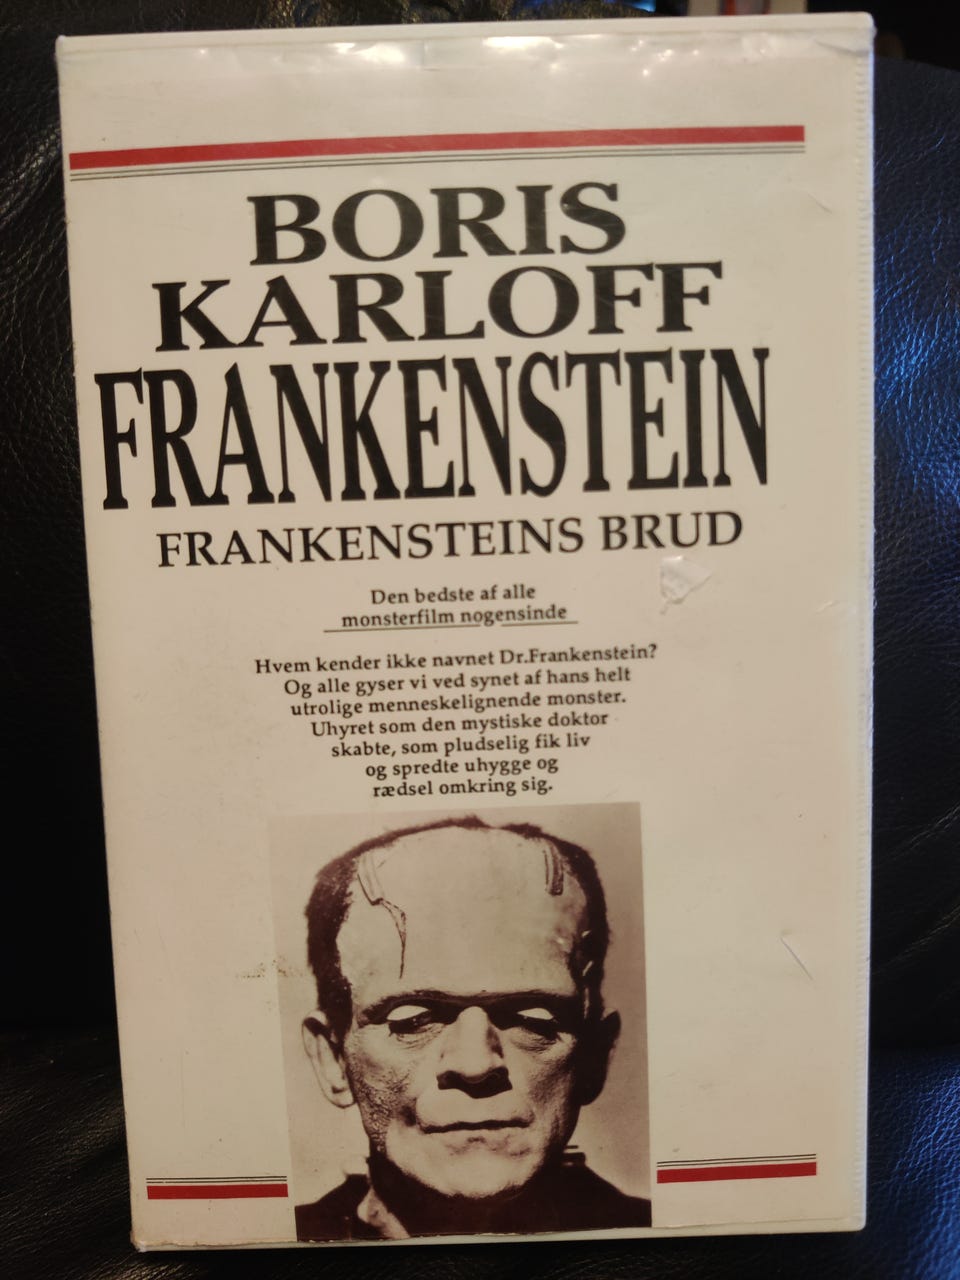 BORIS
KARLOFF
FRANKENSTEIN
FRANKENSTEINS BRUD
Den bedste af alle
monsterfilm nogensinde
Hvem kender ikke navnet Dr.Frankenstein?
Og alle gyser vi ved synet af hans helt
utrolige menneskelignende monster.
Uhyret som den mystiske doktor
skabte, som pludselig fik liv
og spredte uhygge og
rædsel omkring sig.